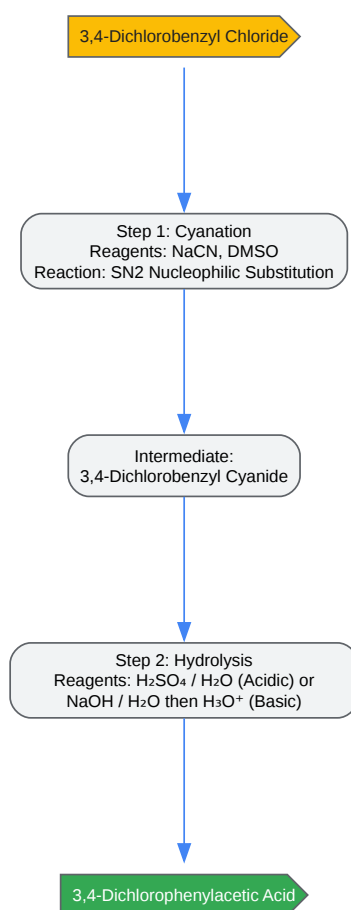 3,4-Dichlorobenzyl Chloride
Step 1: Cyanation
Reagents: NaCN, DMSO
Reaction: SN2 Nucleophilic Substitution
Intermediate:
3,4-Dichlorobenzyl Cyanide
Step 2: Hydrolysis
Reagents: H₂SO₄ / H₂O (Acidic) or
NaOH / H₂O then H₃O⁺ (Basic)
3,4-Dichlorophenylacetic Acid